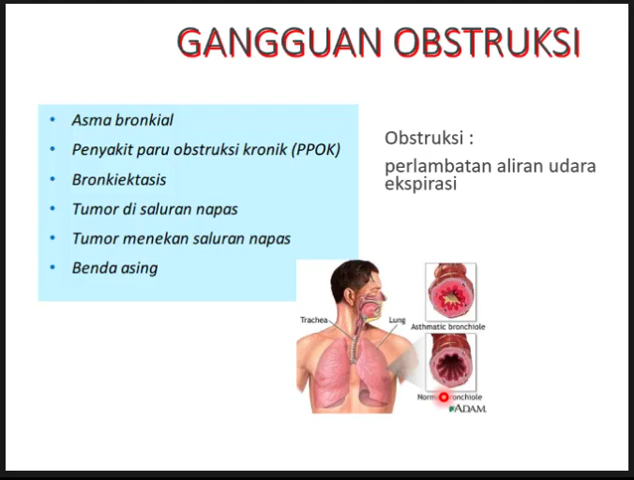 GANGGUAN OBSTRUKSI
• Asma bronkial
• Penyakit paru obstruksi kronik (PPOK)
• Bronkiektasis
• Tumor di saluran napas
• Tumor menekan saluran napas
• Benda asing
Obstruksi :
perlambatan aliran udara
ekspirasi
Trachea
Lung
Asthmatic bronchiole
ADAM.